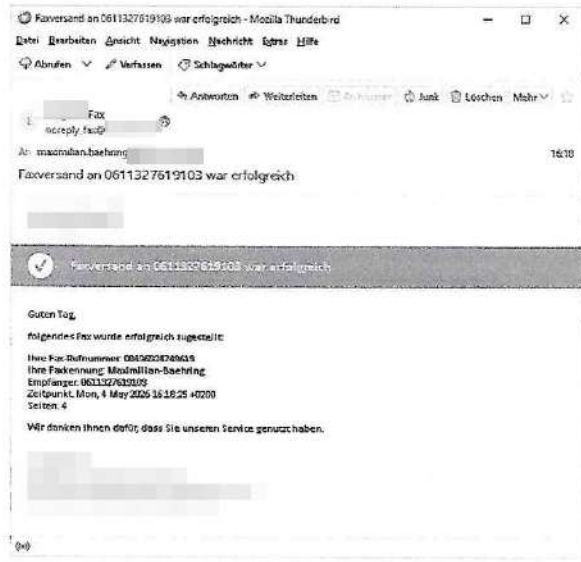 Faxversand an 0611327619103 war erfolgreich - Mozilla Thunderbird
Datei Bearbeiten Ansicht Navigation Nachricht Extras Hilfe
Abrufen Verfassen Schlagwörter
Antworten Weiterleiten Archivieren Junk Löschen Mehr
Fax
noreply_fax@
An maximilian.baehring
16:18
Faxversand an 0611327619103 war erfolgreich
Faxversand an 0611327619103 war erfolgreich
Guten Tag,
folgendes Fax wurde erfolgreich zugestellt:
Ihre Fax-Rufnummer:
Ihre Faxkennung: Maximilian-Baehring
Empfänger: 0611327619103
Zeitpunkt: Mon, 4 May 2026 16:18:25 +0200
Seiten: 4
Wir danken Ihnen dafür, dass Sie unseren Service genutzt haben.